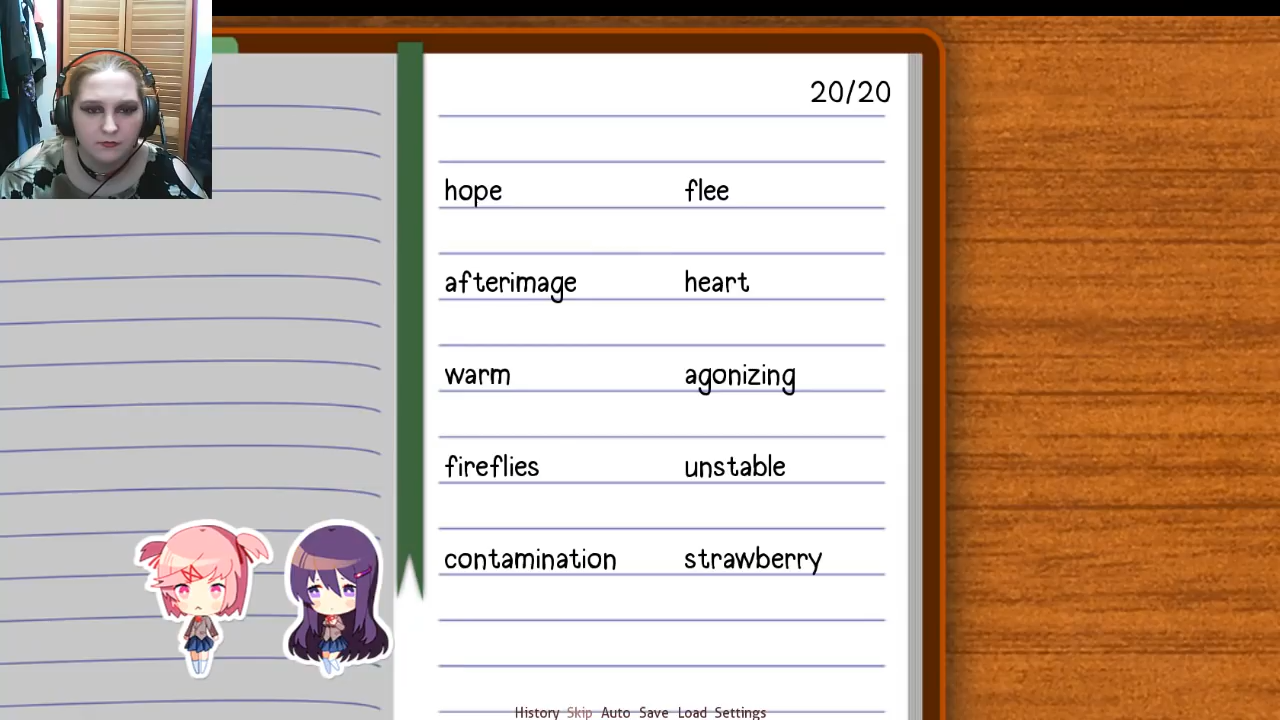 20/20
hope flee
afterimage heart
warm agonizing
fireflies unstable
contamination strawberry
History Skip Auto Save Load Settings